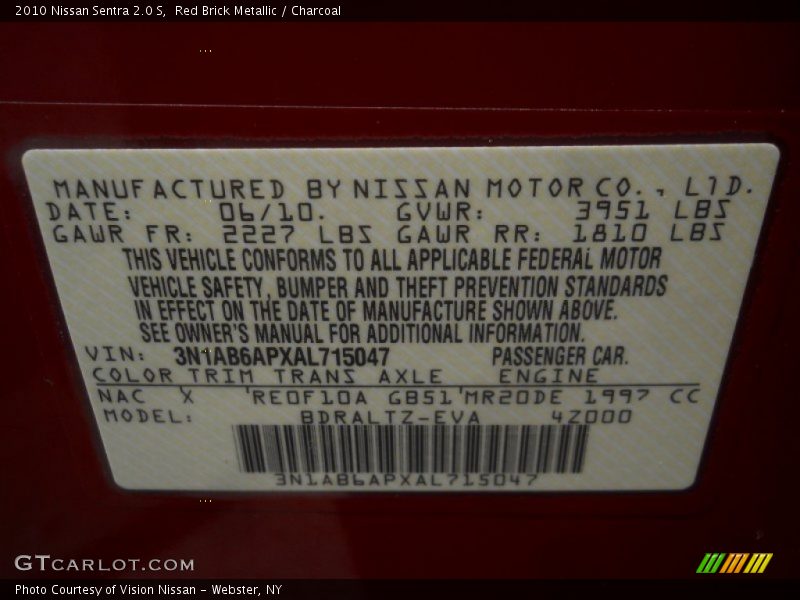 2010 Nissan Sentra 2.0 S,  Red Brick Metallic / Charcoal
MANUFACTURED BY NISSAN MOTOR CO., LTD.
DATE: 06/10. GVWR: 3951 LBS
GAWR FR: 2227 LBS GAWR RR: 1810 LBS
THIS VEHICLE CONFORMS TO ALL APPLICABLE FEDERAL MOTOR
VEHICLE SAFETY, BUMPER AND THEFT PREVENTION STANDARDS
IN EFFECT ON THE DATE OF MANUFACTURE SHOWN ABOVE.
SEE OWNER'S MANUAL FOR ADDITIONAL INFORMATION.
VIN: 3N1AB6APXAL715047 PASSENGER CAR.
COLOR TRIM TRANS AXLE ENGINE
NAC X 'RE0F10A GB51'MR20DE 1997 CC
MODEL: BDRALTZ-EVA 4Z000
3N1AB6APXAL715047
GTCARLOT.COM
Photo Courtesy of Vision Nissan - Webster, NY